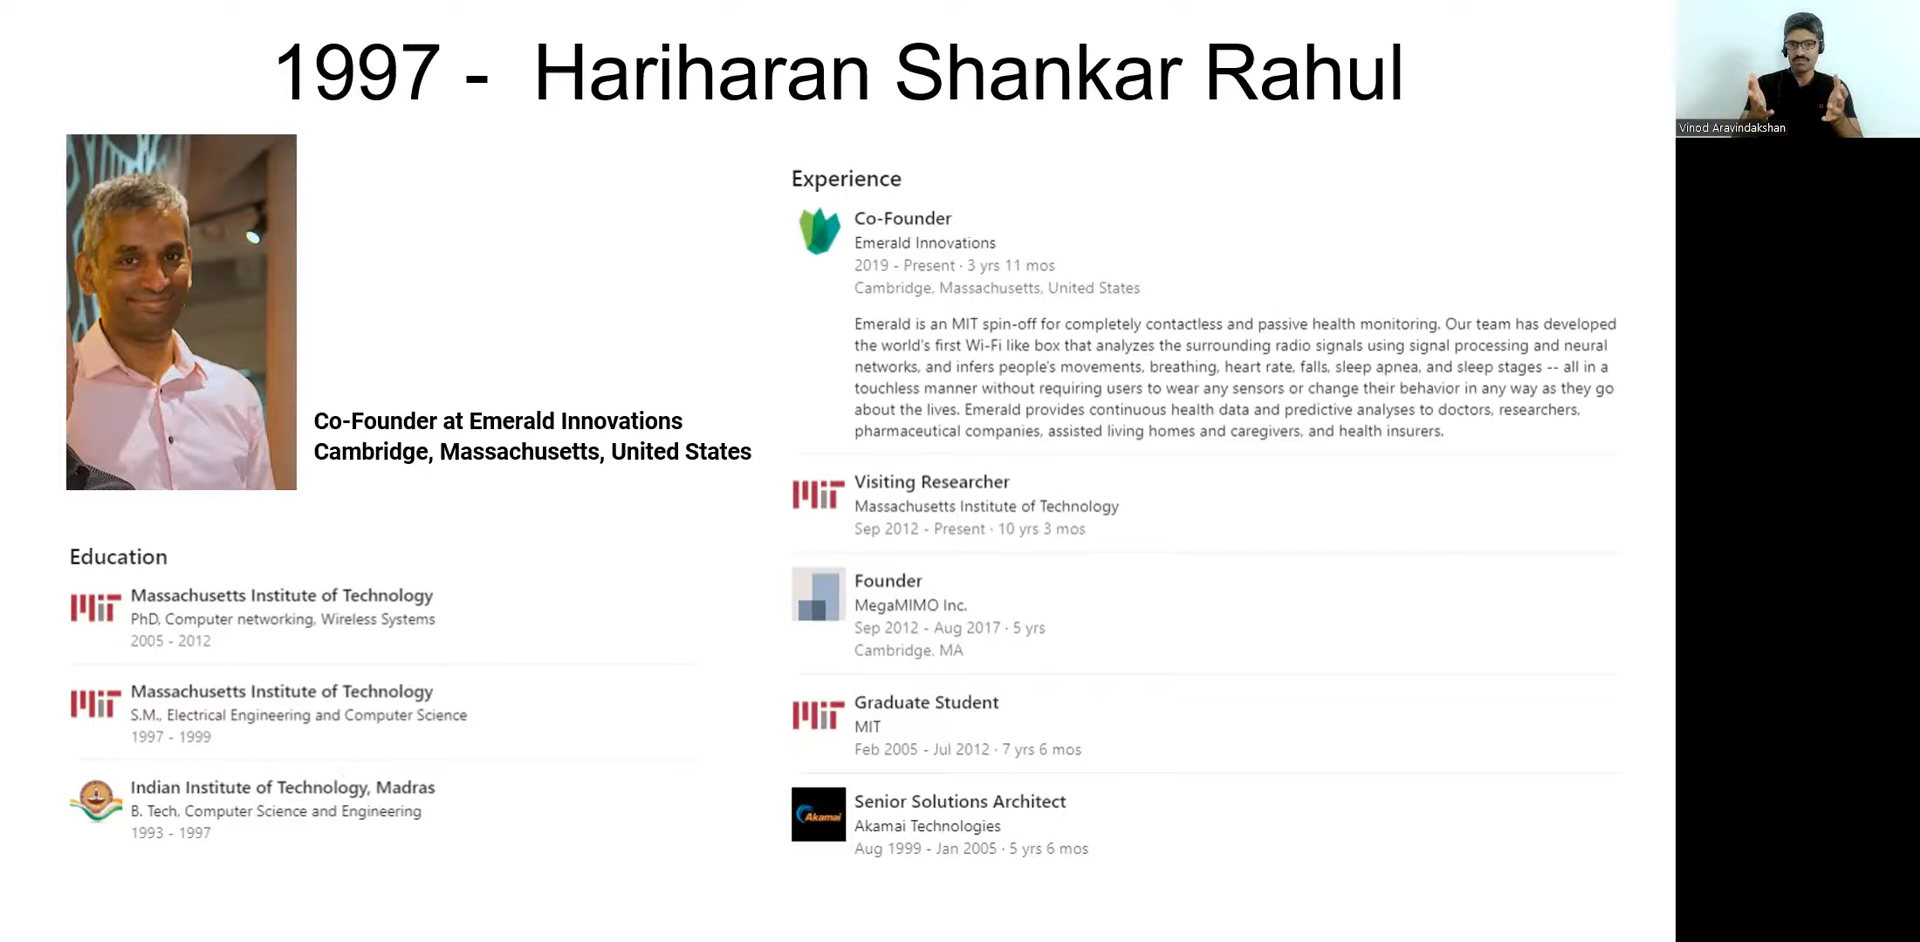 1997 - Hariharan Shankar Rahul
Vinod Aravindakshan
Co-Founder at Emerald Innovations
Cambridge, Massachusetts, United States
Education
Massachusetts Institute of Technology
PhD, Computer networking, Wireless Systems
2005 - 2012
Massachusetts Institute of Technology
S.M., Electrical Engineering and Computer Science
1997 - 1999
Indian Institute of Technology, Madras
B. Tech, Computer Science and Engineering
1993 - 1997
Experience
Co-Founder
Emerald Innovations
2019 - Present · 3 yrs 11 mos
Cambridge, Massachusetts, United States
Emerald is an MIT spin-off for completely contactless and passive health monitoring. Our team has developed
the world's first Wi-Fi like box that analyzes the surrounding radio signals using signal processing and neural
networks, and infers people's movements, breathing, heart rate, falls, sleep apnea, and sleep stages -- all in a
touchless manner without requiring users to wear any sensors or change their behavior in any way as they go
about the lives. Emerald provides continuous health data and predictive analyses to doctors, researchers,
pharmaceutical companies, assisted living homes and caregivers, and health insurers.
MIT
Visiting Researcher
Massachusetts Institute of Technology
Sep 2012 - Present · 10 yrs 3 mos
Founder
MegaMIMO Inc.
Sep 2012 - Aug 2017 · 5 yrs
Cambridge, MA
MIT
Graduate Student
MIT
Feb 2005 - Jul 2012 · 7 yrs 6 mos
Akamai
Senior Solutions Architect
Akamai Technologies
Aug 1999 - Jan 2005 · 5 yrs 6 mos